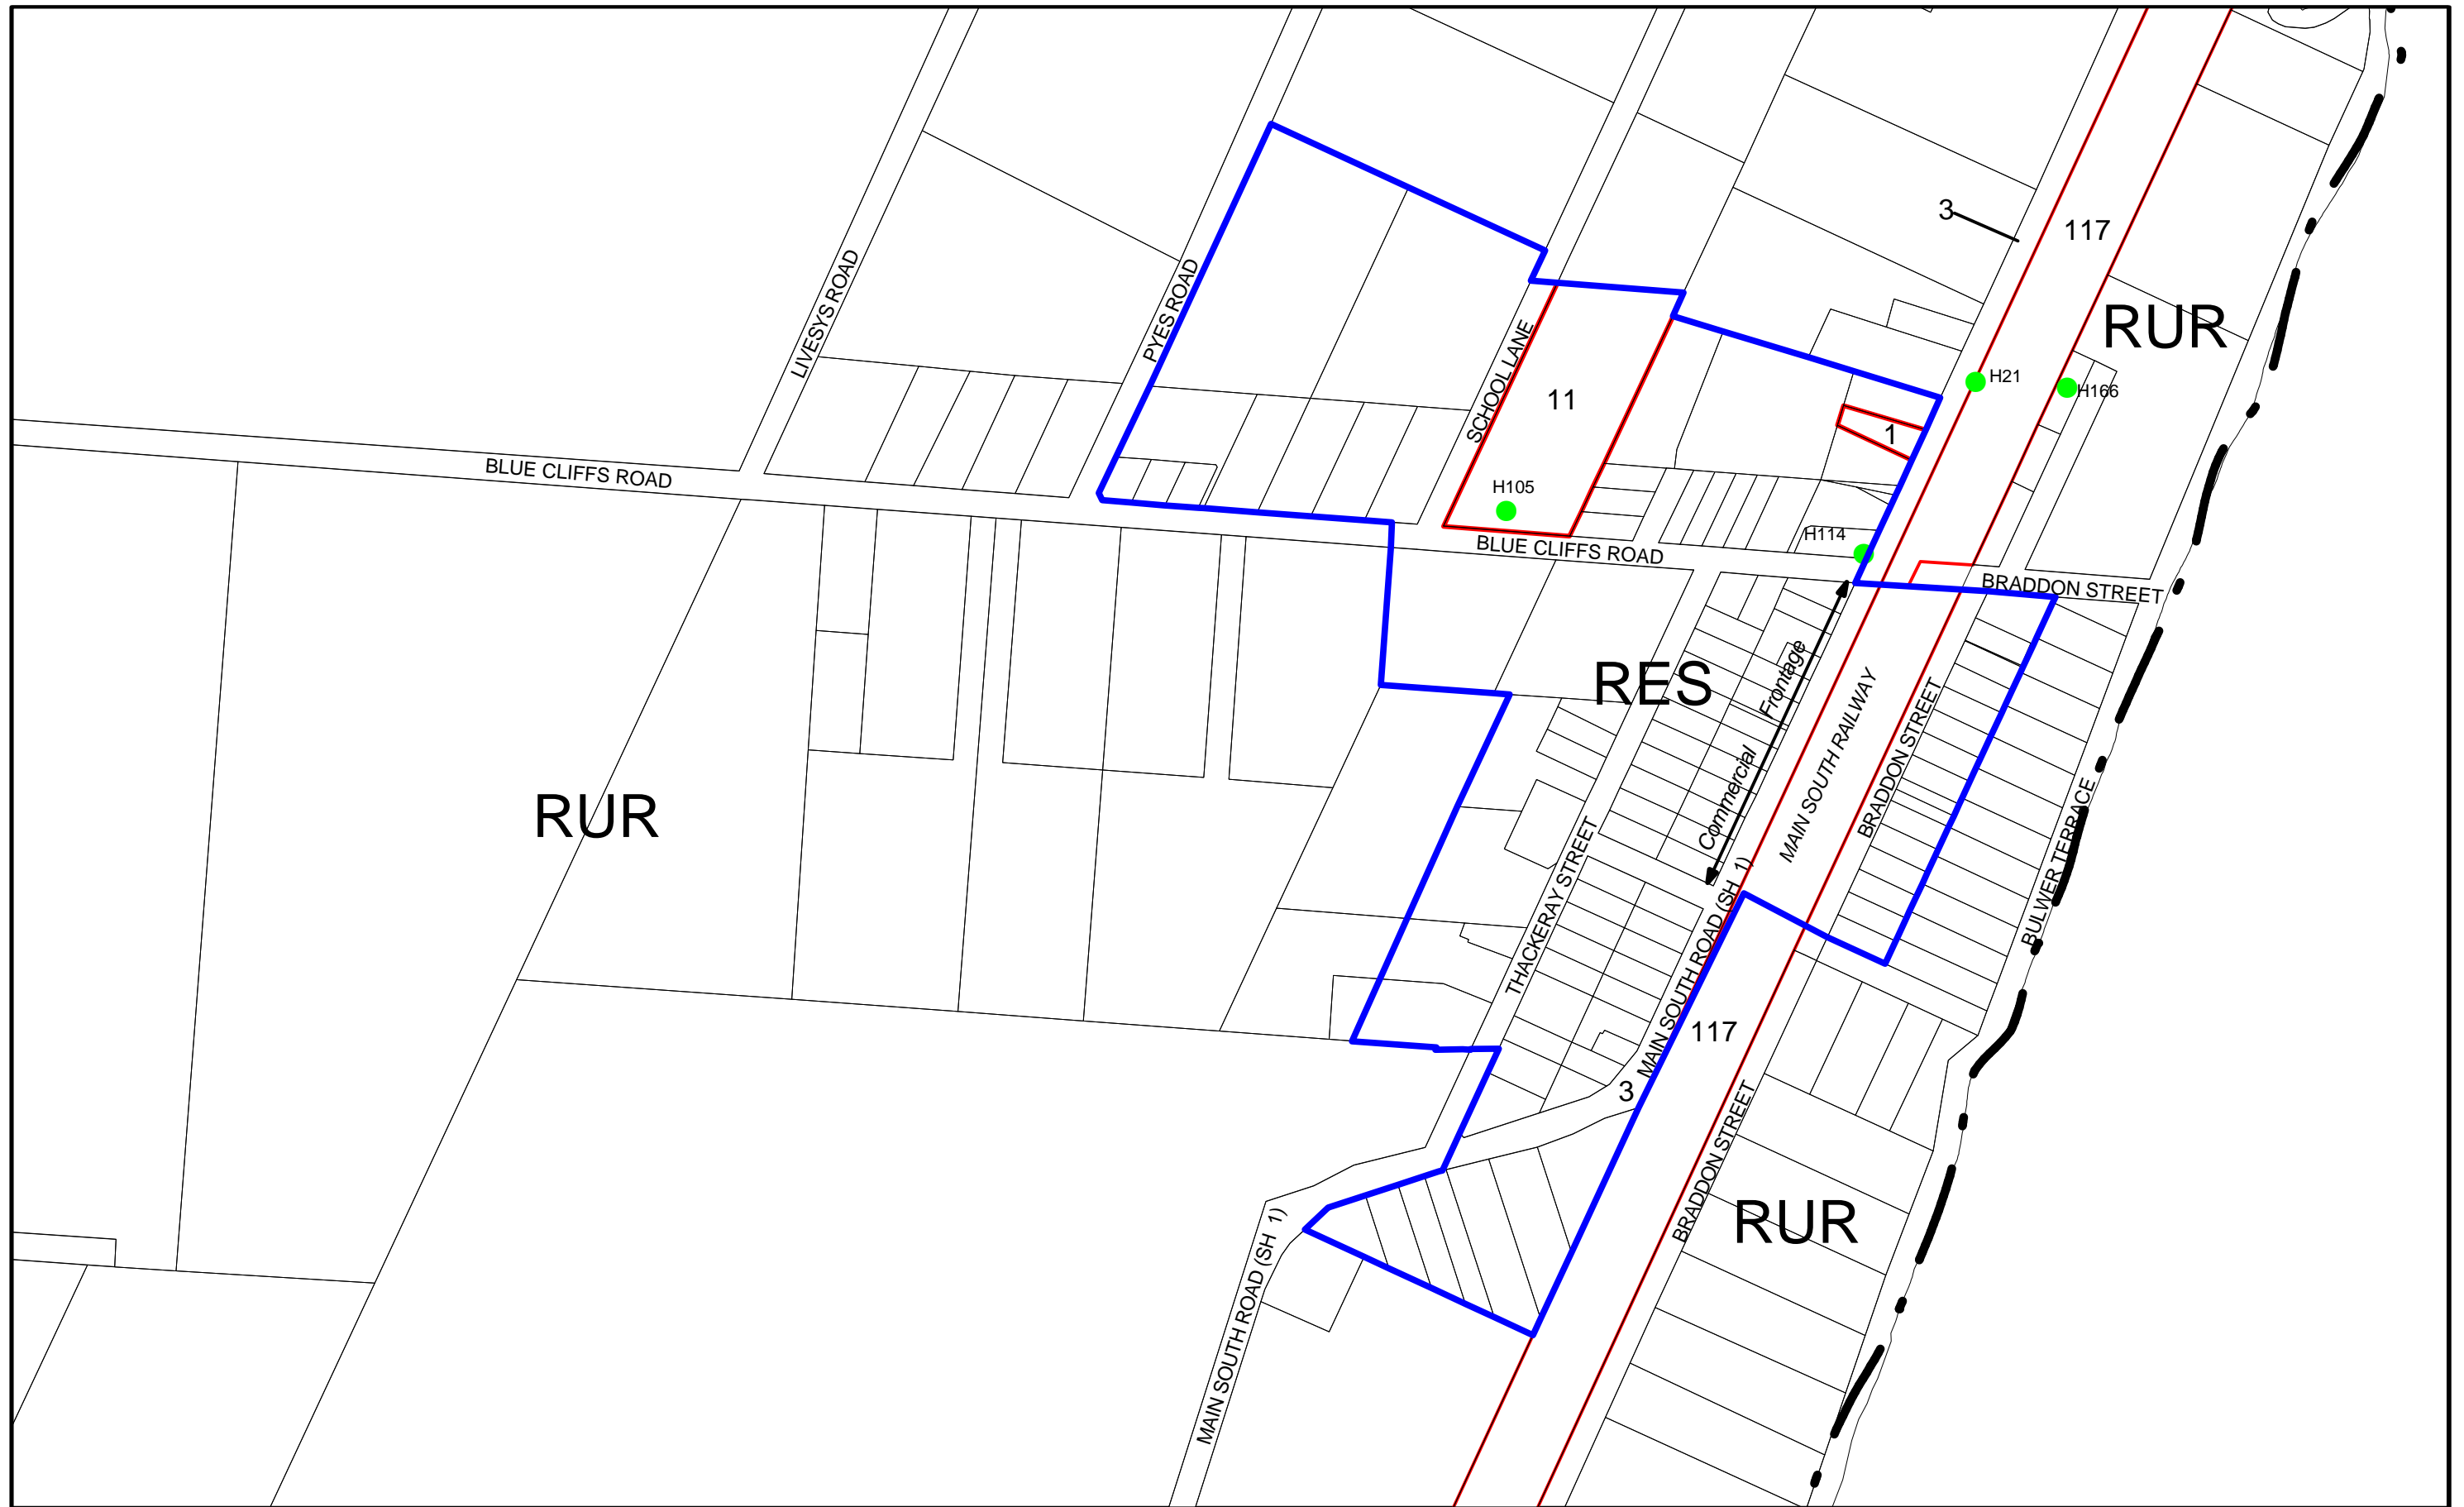 3
117
LIVESYS ROAD
PYES ROAD
RUR
SCHOOL LANE
11
H21
H166
1
BLUE CLIFFS ROAD
H105
H114
BLUE CLIFFS ROAD
BRADDON STREET
RES
Commercial Frontage
MAIN SOUTH RAILWAY
BRADDON STREET
RUR
BULWER TERRACE
THACKERAY STREET
MAIN SOUTH ROAD (SH 1)
117
3
BRADDON STREET
RUR
MAIN SOUTH ROAD (SH 1)